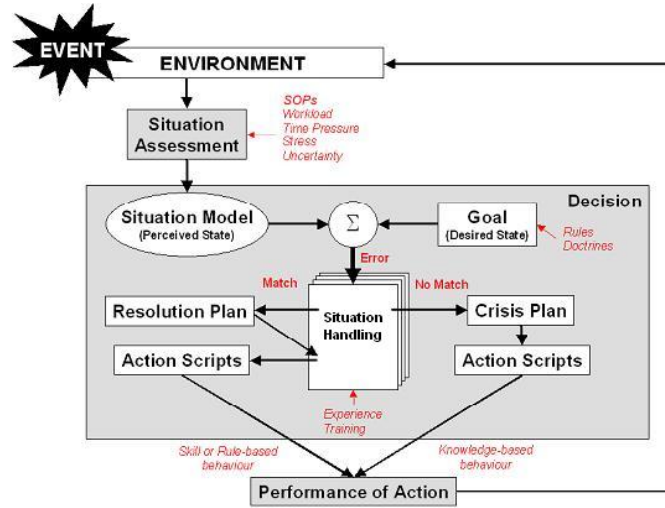 EVENT
ENVIRONMENT
SOPs
Workload
Time Pressure
Stress
Uncertainty
Situation
Assessment
Decision
Situation Model
(Perceived State)
Σ
Goal
(Desired State)
Rules
Doctrines
Error
Match
No Match
Resolution Plan
Situation
Handling
Crisis Plan
Action Scripts
Action Scripts
Experience
Training
Skill or Rule-based
behaviour
Knowledge-based
behaviour
Performance of Action